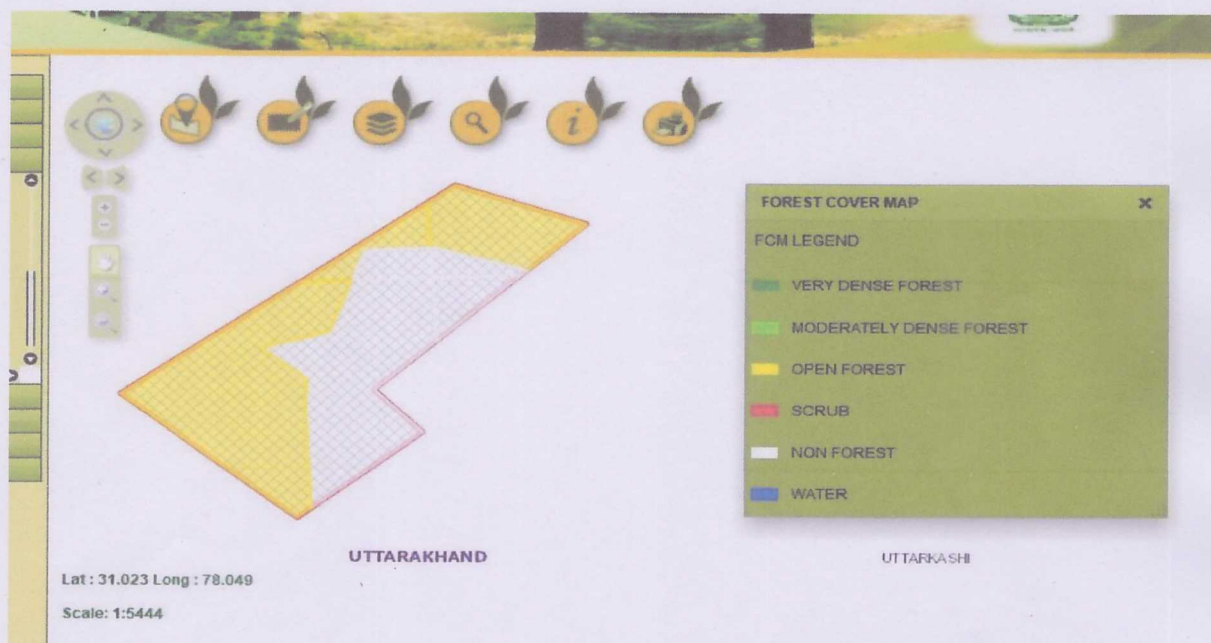 FOREST COVER MAP
FCM LEGEND
VERY DENSE FOREST
MODERATELY DENSE FOREST
OPEN FOREST
SCRUB
NON FOREST
WATER
UTTARAKHAND
UTTARKASHI
Lat : 31.023 Long : 78.049
Scale: 1:5444